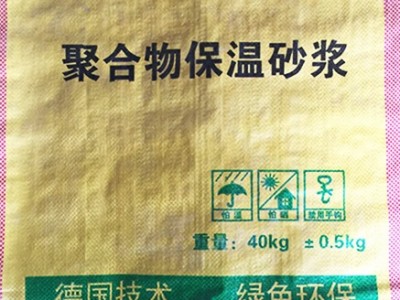 聚合物保温砂浆
怕湿 怕晒 禁用手钩
重量: 40kg ±0.5kg
德国技术 绿色环保